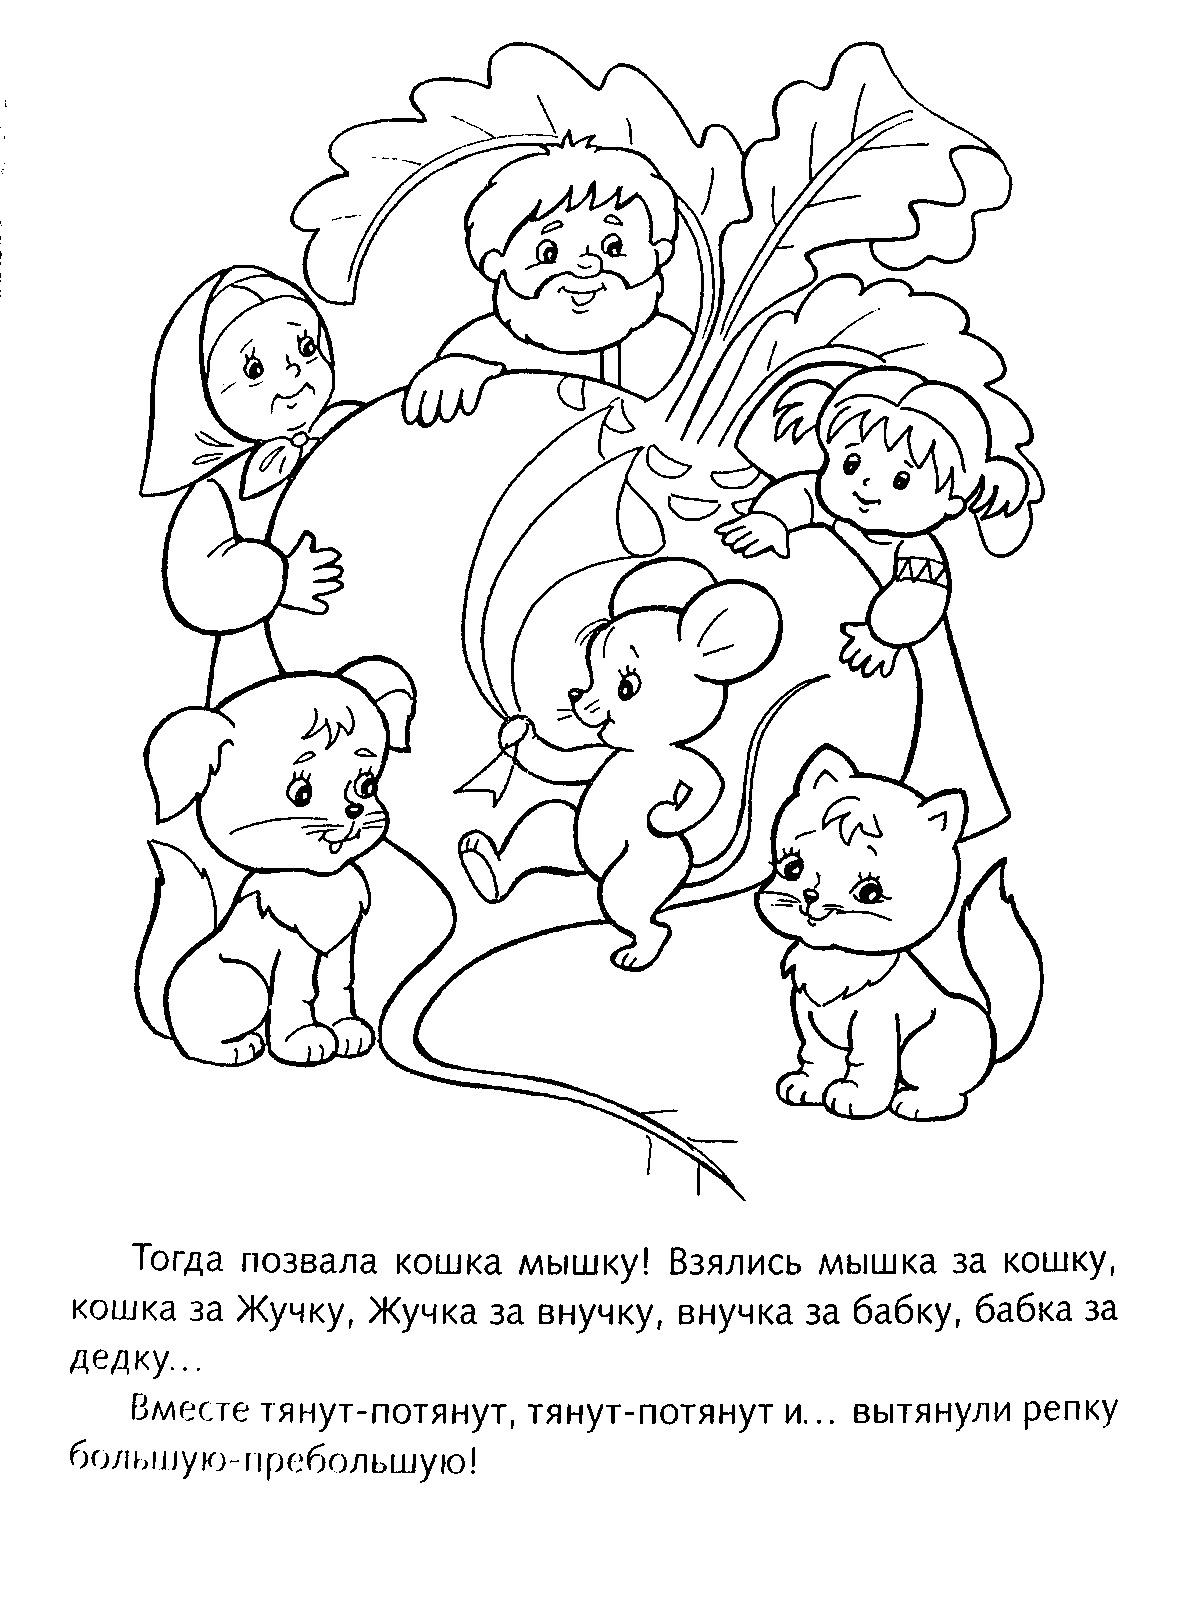 Тогда позвала кошка мышку! Взялись мышка за кошку,
кошка за Жучку, Жучка за внучку, внучка за бабку, бабка за
дедку...
Вместе тянут-потянут, тянут-потянут и... вытянули репку
большую-пребольшую!